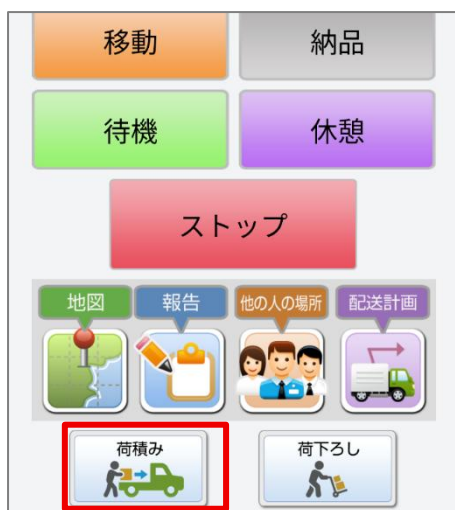 移動
納品
待機
休憩
ストップ
地図
報告
他の人の場所
配送計画
荷積み
荷下ろし